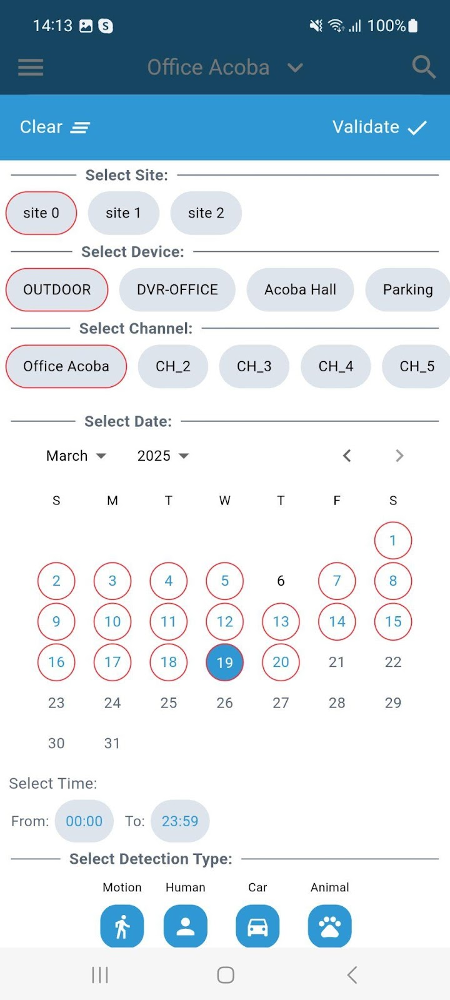 14:13 S 100%
Office Acoba
Clear Validate
Select Site:
site 0 site 1 site 2
Select Device:
OUTDOOR DVR-OFFICE Acoba Hall Parking
Select Channel:
Office Acoba CH_2 CH_3 CH_4 CH_5
Select Date:
March 2025
S M T W T F S
1
2 3 4 5 6 7 8
9 10 11 12 13 14 15
16 17 18 19 20 21 22
23 24 25 26 27 28 29
30 31
Select Time:
From: 00:00 To: 23:59
Select Detection Type:
Motion Human Car Animal